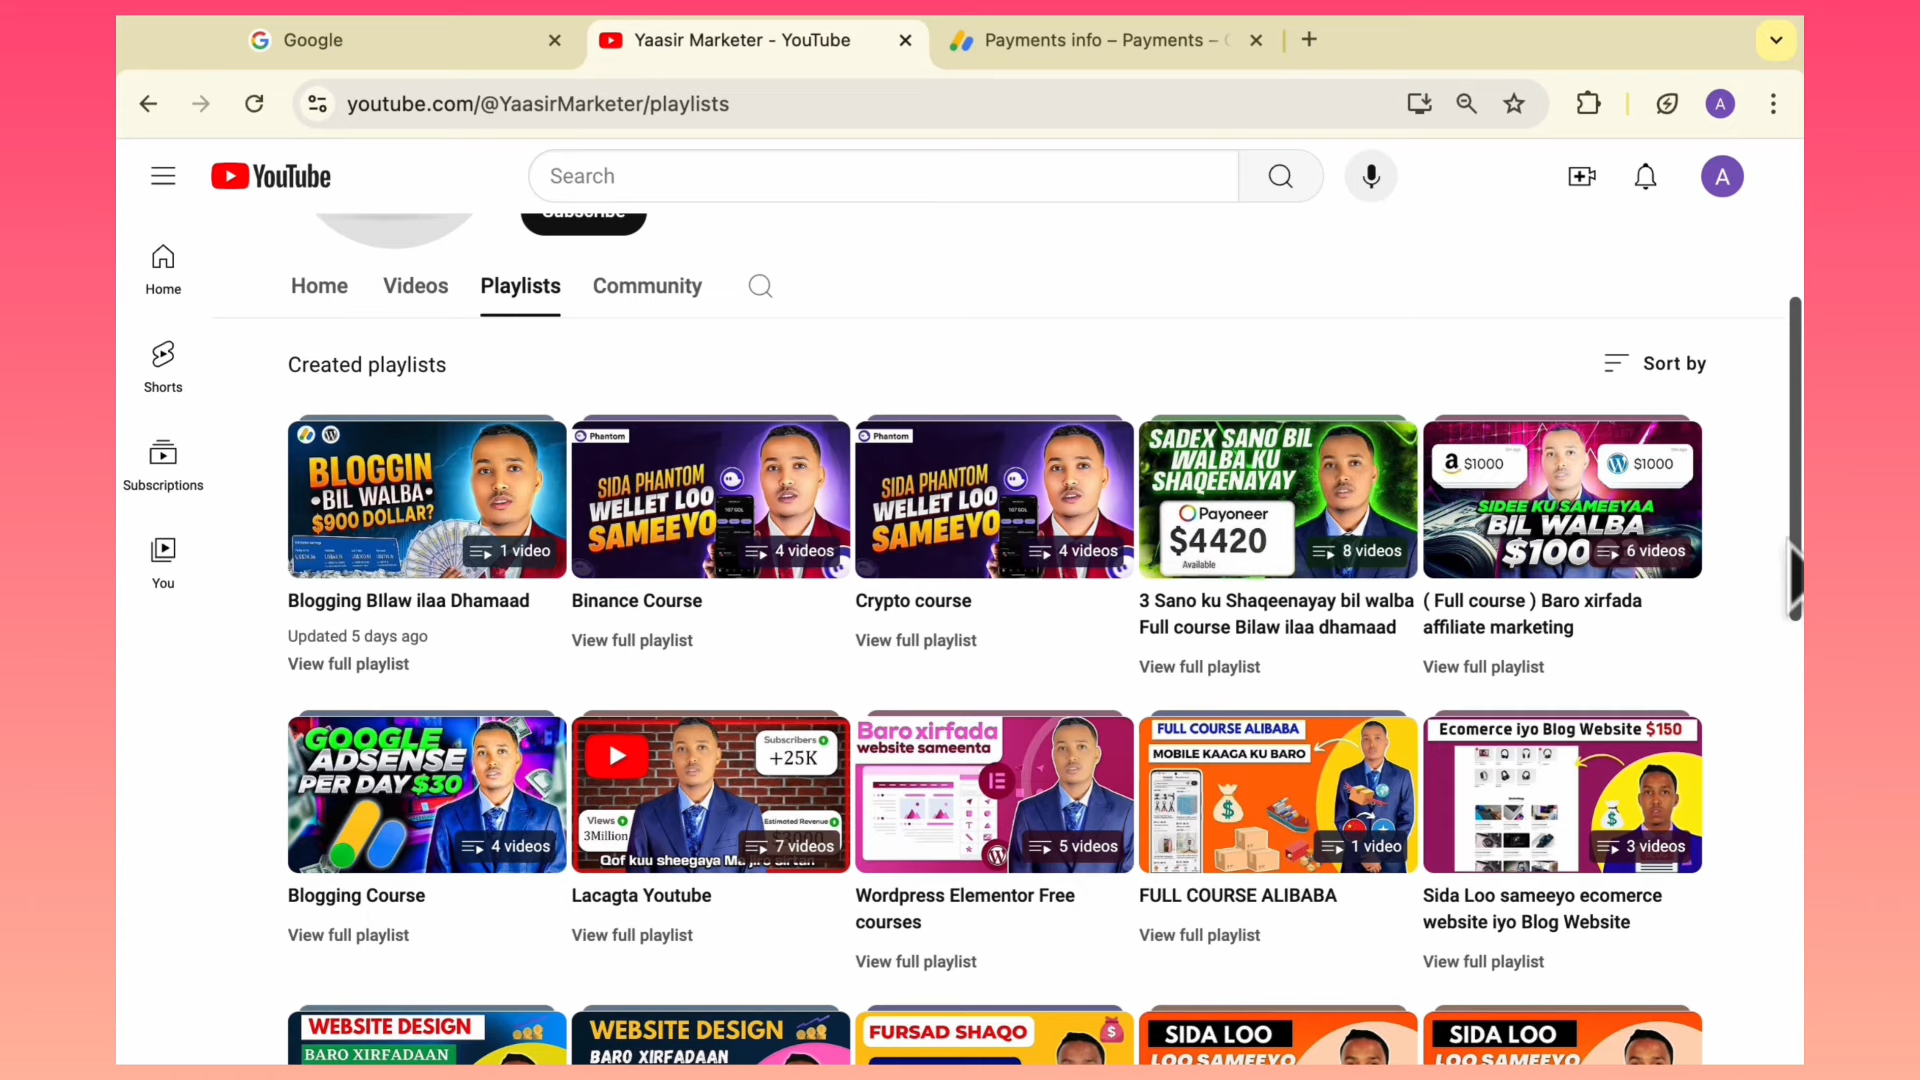 Google
Yaasir Marketer - YouTube
Payments info – Payments –
youtube.com/@YaasirMarketer/playlists
A
YouTube
Search
A
Subscribe
Home
Videos
Playlists
Community
Home
Shorts
Subscriptions
You
Created playlists
Sort by
BLOGGIN
•BIL WALBA•
$900 DOLLAR?
1 video
Blogging BIlaw ilaa Dhamaad
Updated 5 days ago
View full playlist
Phantom
SIDA PHANTOM
WELLET LOO
SAMEEYO
4 videos
Binance Course
View full playlist
Phantom
SIDA PHANTOM
WELLET LOO
SAMEEYO
4 videos
Crypto course
View full playlist
SADEX SANO BIL
WALBA KU
SHAQEENAYAY
Payoneer
$4420
Available
8 videos
3 Sano ku Shaqeenayay bil walba
Full course Bilaw ilaa dhamaad
View full playlist
$1000
$1000
SIDEE KU SAMEEYAA
BIL WALBA
$100
6 videos
( Full course ) Baro xirfada
affiliate marketing
View full playlist
GOOGLE
ADSENSE
PER DAY $30
4 videos
Blogging Course
View full playlist
Subscribers
+25K
Views
3Million
Estimated Revenue
$3000
7 videos
Qof kuu sheegaya
Lacagta Youtube
View full playlist
Baro xirfada
website sameenta
5 videos
Wordpress Elementor Free
courses
View full playlist
FULL COURSE ALIBABA
MOBILE KAAGA KU BARO
1 video
FULL COURSE ALIBABA
View full playlist
Ecomerce iyo Blog Website $150
3 videos
Sida Loo sameeyo ecomerce
website iyo Blog Website
View full playlist
WEBSITE DESIGN
BARO XIRFADAAN
WEBSITE DESIGN
BARO XIRFADAAN
FURSAD SHAQO
SIDA LOO
LOO SAMEEYO
SIDA LOO
LOO SAMEEYO